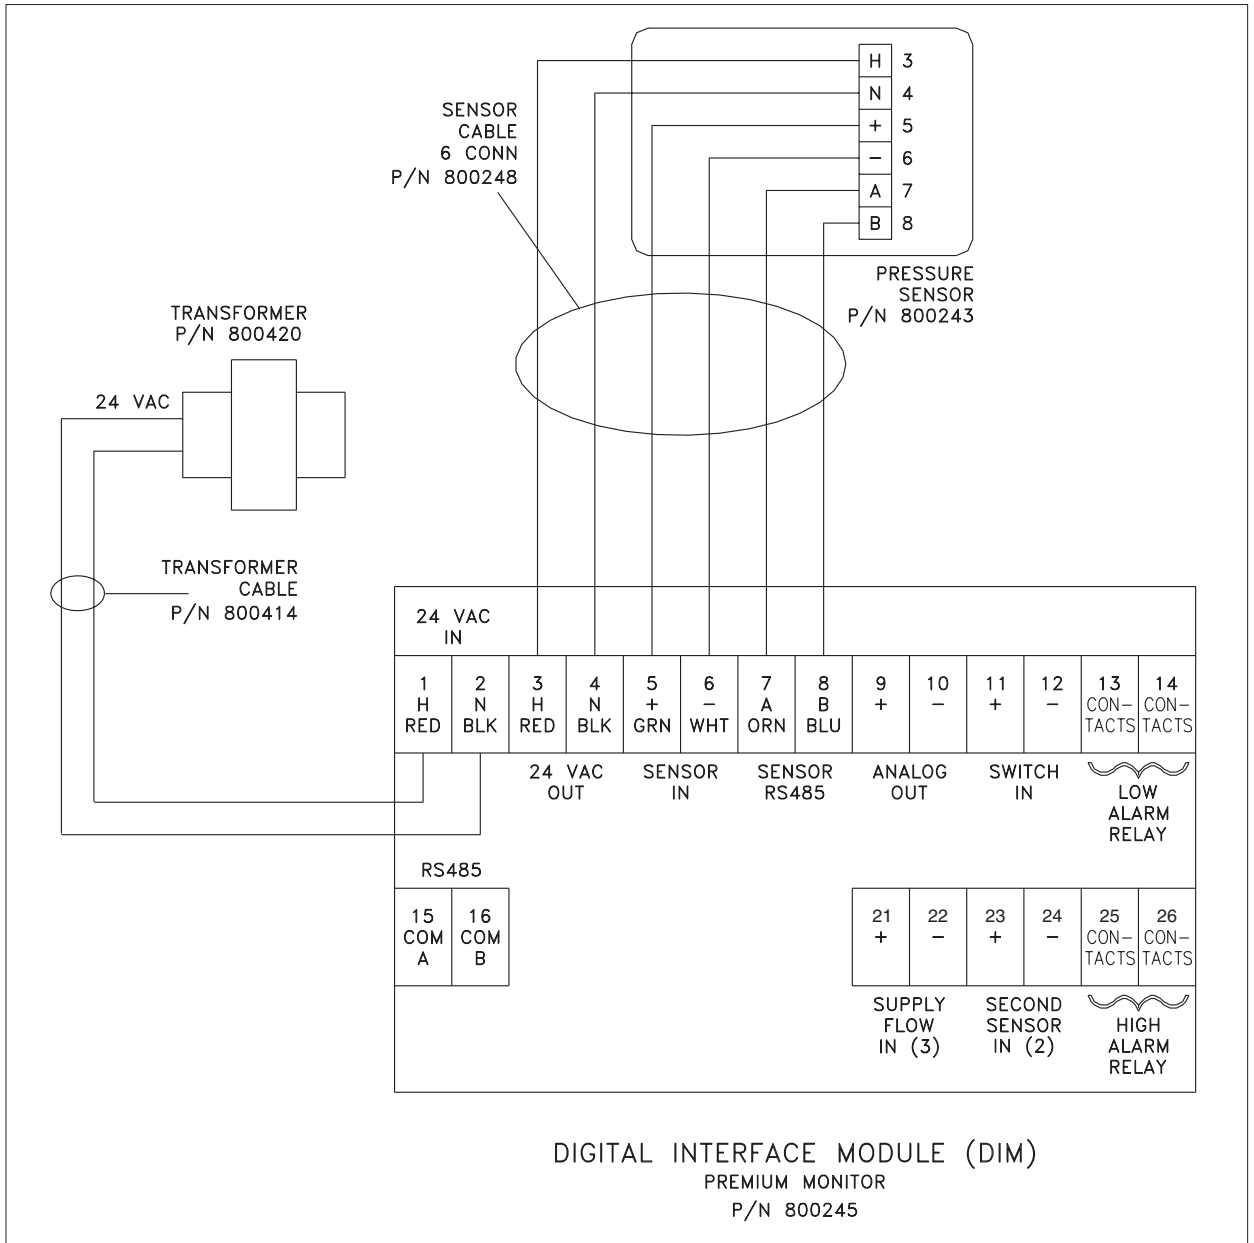 H 3
N 4
+ 5
- 6
A 7
B 8
SENSOR
CABLE
6 CONN
P/N 800248
PRESSURE
SENSOR
P/N 800243
TRANSFORMER
P/N 800420
24 VAC
TRANSFORMER
CABLE
P/N 800414
24 VAC
IN
1 2 3 4 5 6 7 8 9 10 11 12 13 14
H N H N + - A B + - + - CON- CON-
RED BLK RED BLK GRN WHT ORN BLU TACTS TACTS
24 VAC
OUT
SENSOR
IN
SENSOR
RS485
ANALOG
OUT
SWITCH
IN
LOW
ALARM
RELAY
RS485
15 16 21 22 23 24 25 26
COM COM + - + - CON- CON-
A B TACTS TACTS
SUPPLY
FLOW
IN (3)
SECOND
SENSOR
IN (2)
HIGH
ALARM
RELAY
DIGITAL INTERFACE MODULE (DIM)
PREMIUM MONITOR
P/N 800245